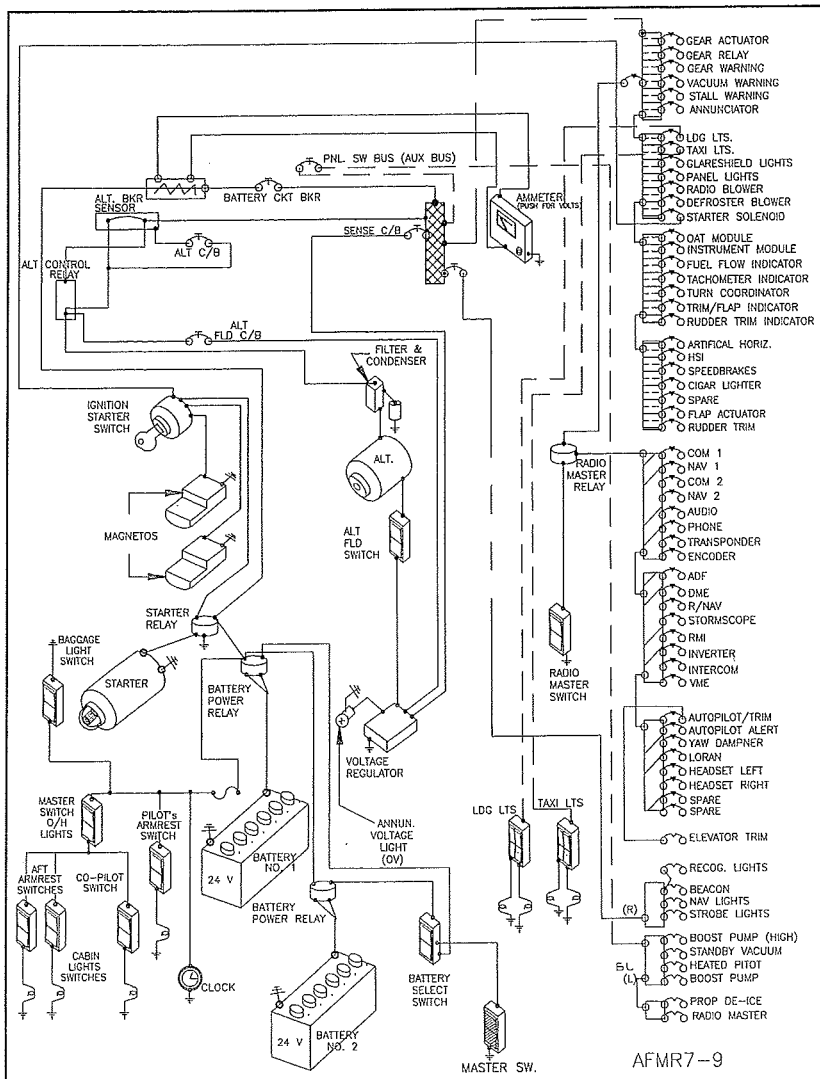 GEAR ACTUATOR
GEAR RELAY
GEAR WARNING
VACUUM WARNING
STALL WARNING
ANNUNCIATOR
LDG LTS.
TAXI LTS.
GLARESHIELD LIGHTS
PANEL LIGHTS
RADIO BLOWER
DEFROSTER BLOWER
STARTER SOLENOID
OAT MODULE
INSTRUMENT MODULE
FUEL FLOW INDICATOR
TACHOMETER INDICATOR
TURN COORDINATOR
TRIM/FLAP INDICATOR
RUDDER TRIM INDICATOR
ARTIFICAL HORIZ.
HSI
SPEEDBRAKES
CIGAR LIGHTER
SPARE
FLAP ACTUATOR
RUDDER TRIM
COM 1
NAV 1
COM 2
NAV 2
AUDIO
PHONE
TRANSPONDER
ENCODER
ADF
DME
R/NAV
STORMSCOPE
RMI
INVERTER
INTERCOM
VME
AUTOPILOT/TRIM
AUTOPILOT ALERT
YAW DAMPNER
LORAN
HEADSET LEFT
HEADSET RIGHT
SPARE
SPARE
ELEVATOR TRIM
RECOG. LIGHTS
BEACON
NAV LIGHTS
STROBE LIGHTS
(R)
BOOST PUMP (HIGH)
STANDBY VACUUM
HEATED PITOT
BOOST PUMP
BL
(L)
PROP DE-ICE
RADIO MASTER
PNL. SW BUS (AUX BUS)
BATTERY CKT BKR
ALT. BKR
SENSOR
AMMETER
(PUSH FOR VOLTS)
SENSE C/B
ALT C/B
ALT CONTROL
RELAY
ALT
FLD C/B
FILTER &
CONDENSER
IGNITION
STARTER
SWITCH
ALT.
RADIO
MASTER
RELAY
MAGNETOS
ALT
FLD
SWITCH
STARTER
RELAY
BAGGAGE
LIGHT
SWITCH
STARTER
BATTERY
POWER
RELAY
RADIO
MASTER
SWITCH
VOLTAGE
REGULATOR
MASTER
SWITCH
O/H
LIGHTS
PILOT's
ARMREST
SWITCH
ANNUN.
VOLTAGE
LIGHT
(OV)
LDG LTS
TAXI LTS
BATTERY
NO. 1
24 V
AFT
ARMREST
SWITCHES
CO-PILOT
SWITCH
BATTERY
POWER RELAY
CABIN
LIGHTS
SWITCHES
CLOCK
BATTERY
SELECT
SWITCH
BATTERY
NO. 2
24 V
MASTER SW.
AFMR7-9